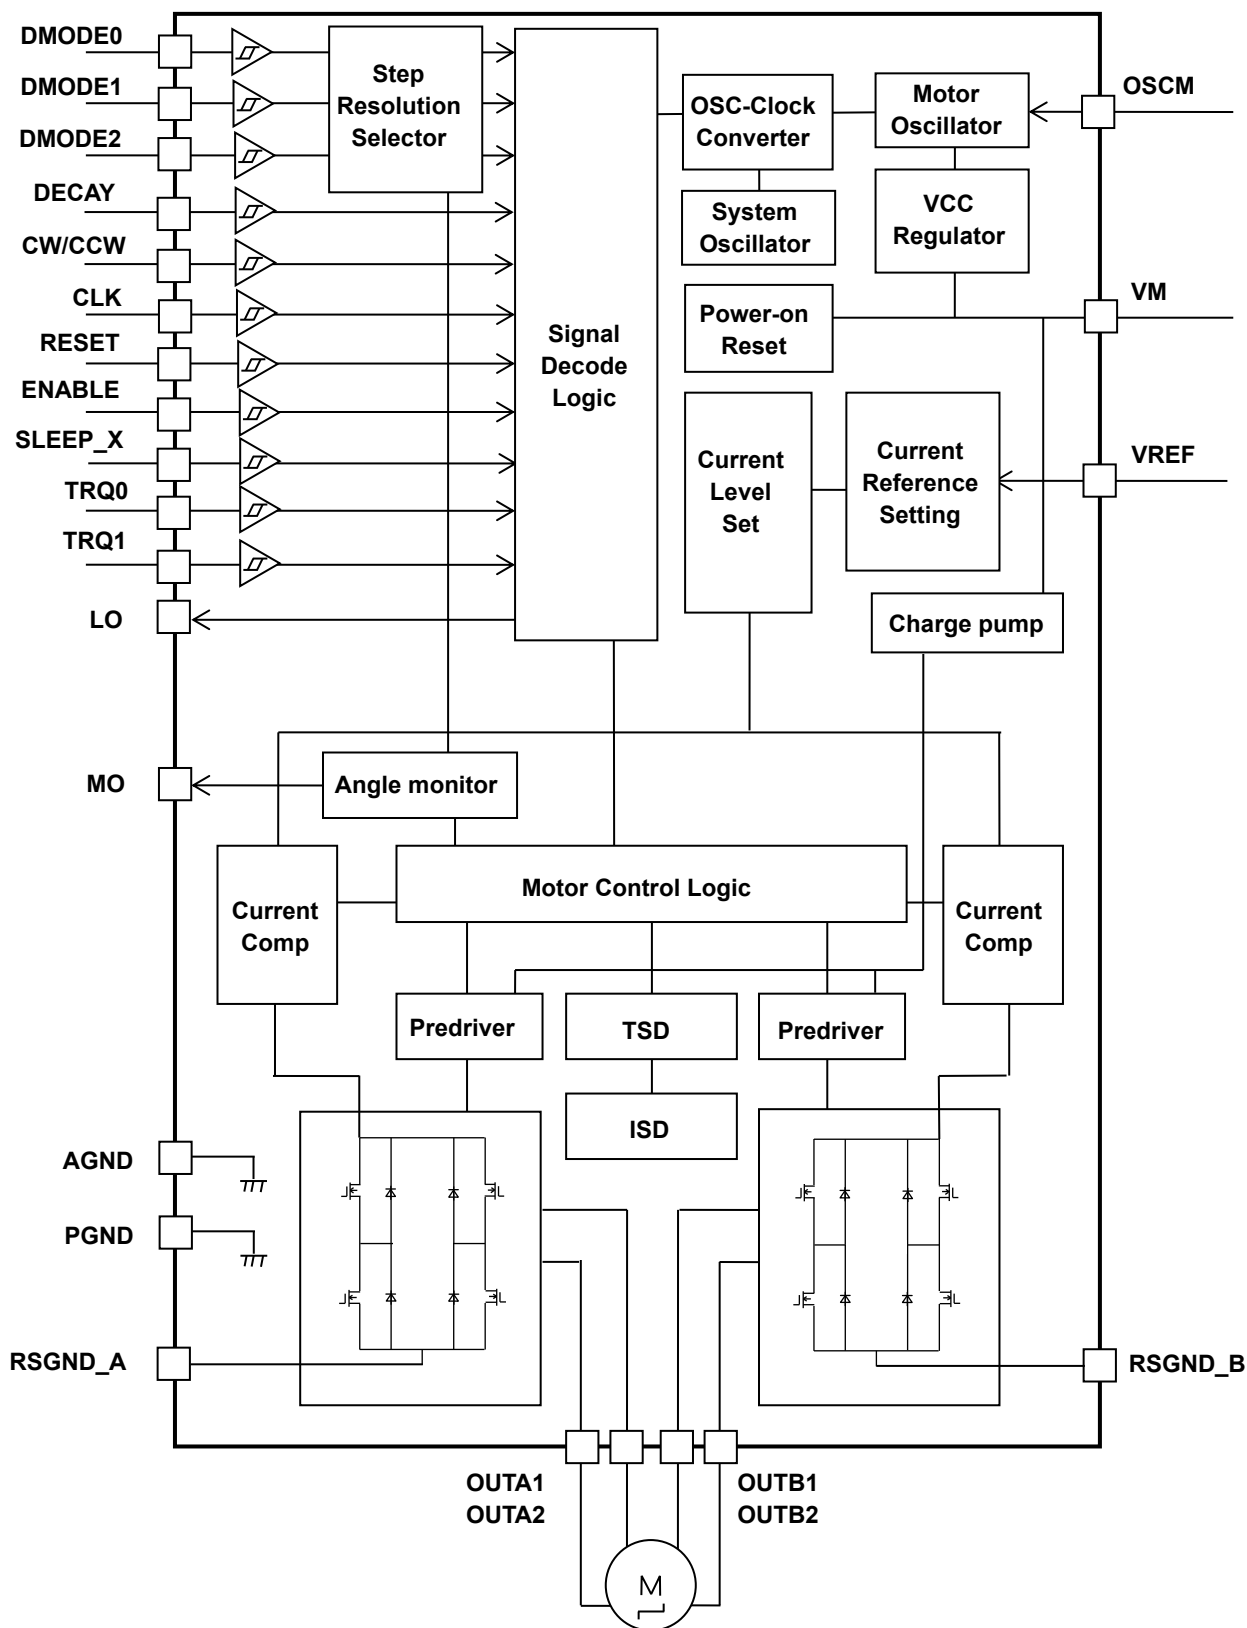 DMODE0
DMODE1
DMODE2
DECAY
CW/CCW
CLK
RESET
ENABLE
SLEEP_X
TRQ0
TRQ1
LO
MO
AGND
PGND
RSGND_A
Step
Resolution
Selector
Signal
Decode
Logic
OSC-Clock
Converter
Motor
Oscillator
OSCM
System
Oscillator
VCC
Regulator
Power-on
Reset
VM
Current
Level
Set
Current
Reference
Setting
VREF
Charge pump
Angle monitor
Current
Comp
Motor Control Logic
Current
Comp
Predriver
TSD
Predriver
ISD
RSGND_B
OUTA1
OUTA2
OUTB1
OUTB2
M